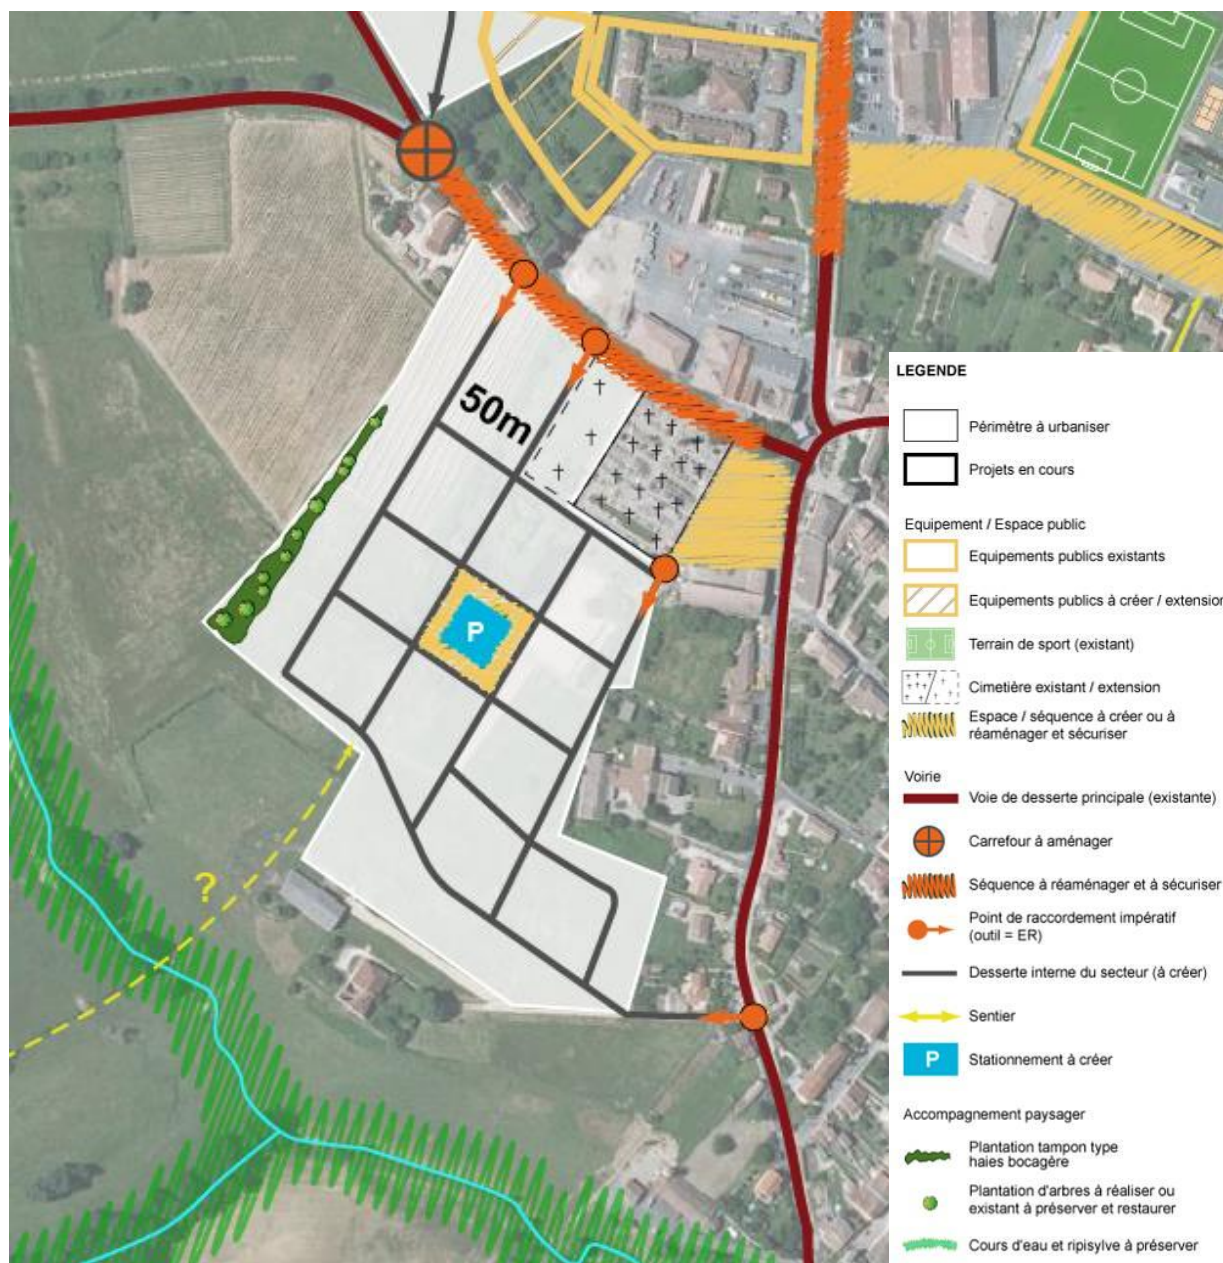 50m
P
?
LEGENDE
Périmètre à urbaniser
Projets en cours
Equipement / Espace public
Equipements publics existants
Equipements publics à créer / extension
Terrain de sport (existant)
Cimetière existant / extension
Espace / séquence à créer ou à
réaménager et sécuriser
Voirie
Voie de desserte principale (existante)
Carrefour à aménager
Séquence à réaménager et à sécuriser
Point de raccordement impératif
(outil = ER)
Desserte interne du secteur (à créer)
Sentier
P
Stationnement à créer
Accompagnement paysager
Plantation tampon type
haies bocagère
Plantation d'arbres à réaliser ou
existant à préserver et restaurer
Cours d'eau et ripisylve à préserver